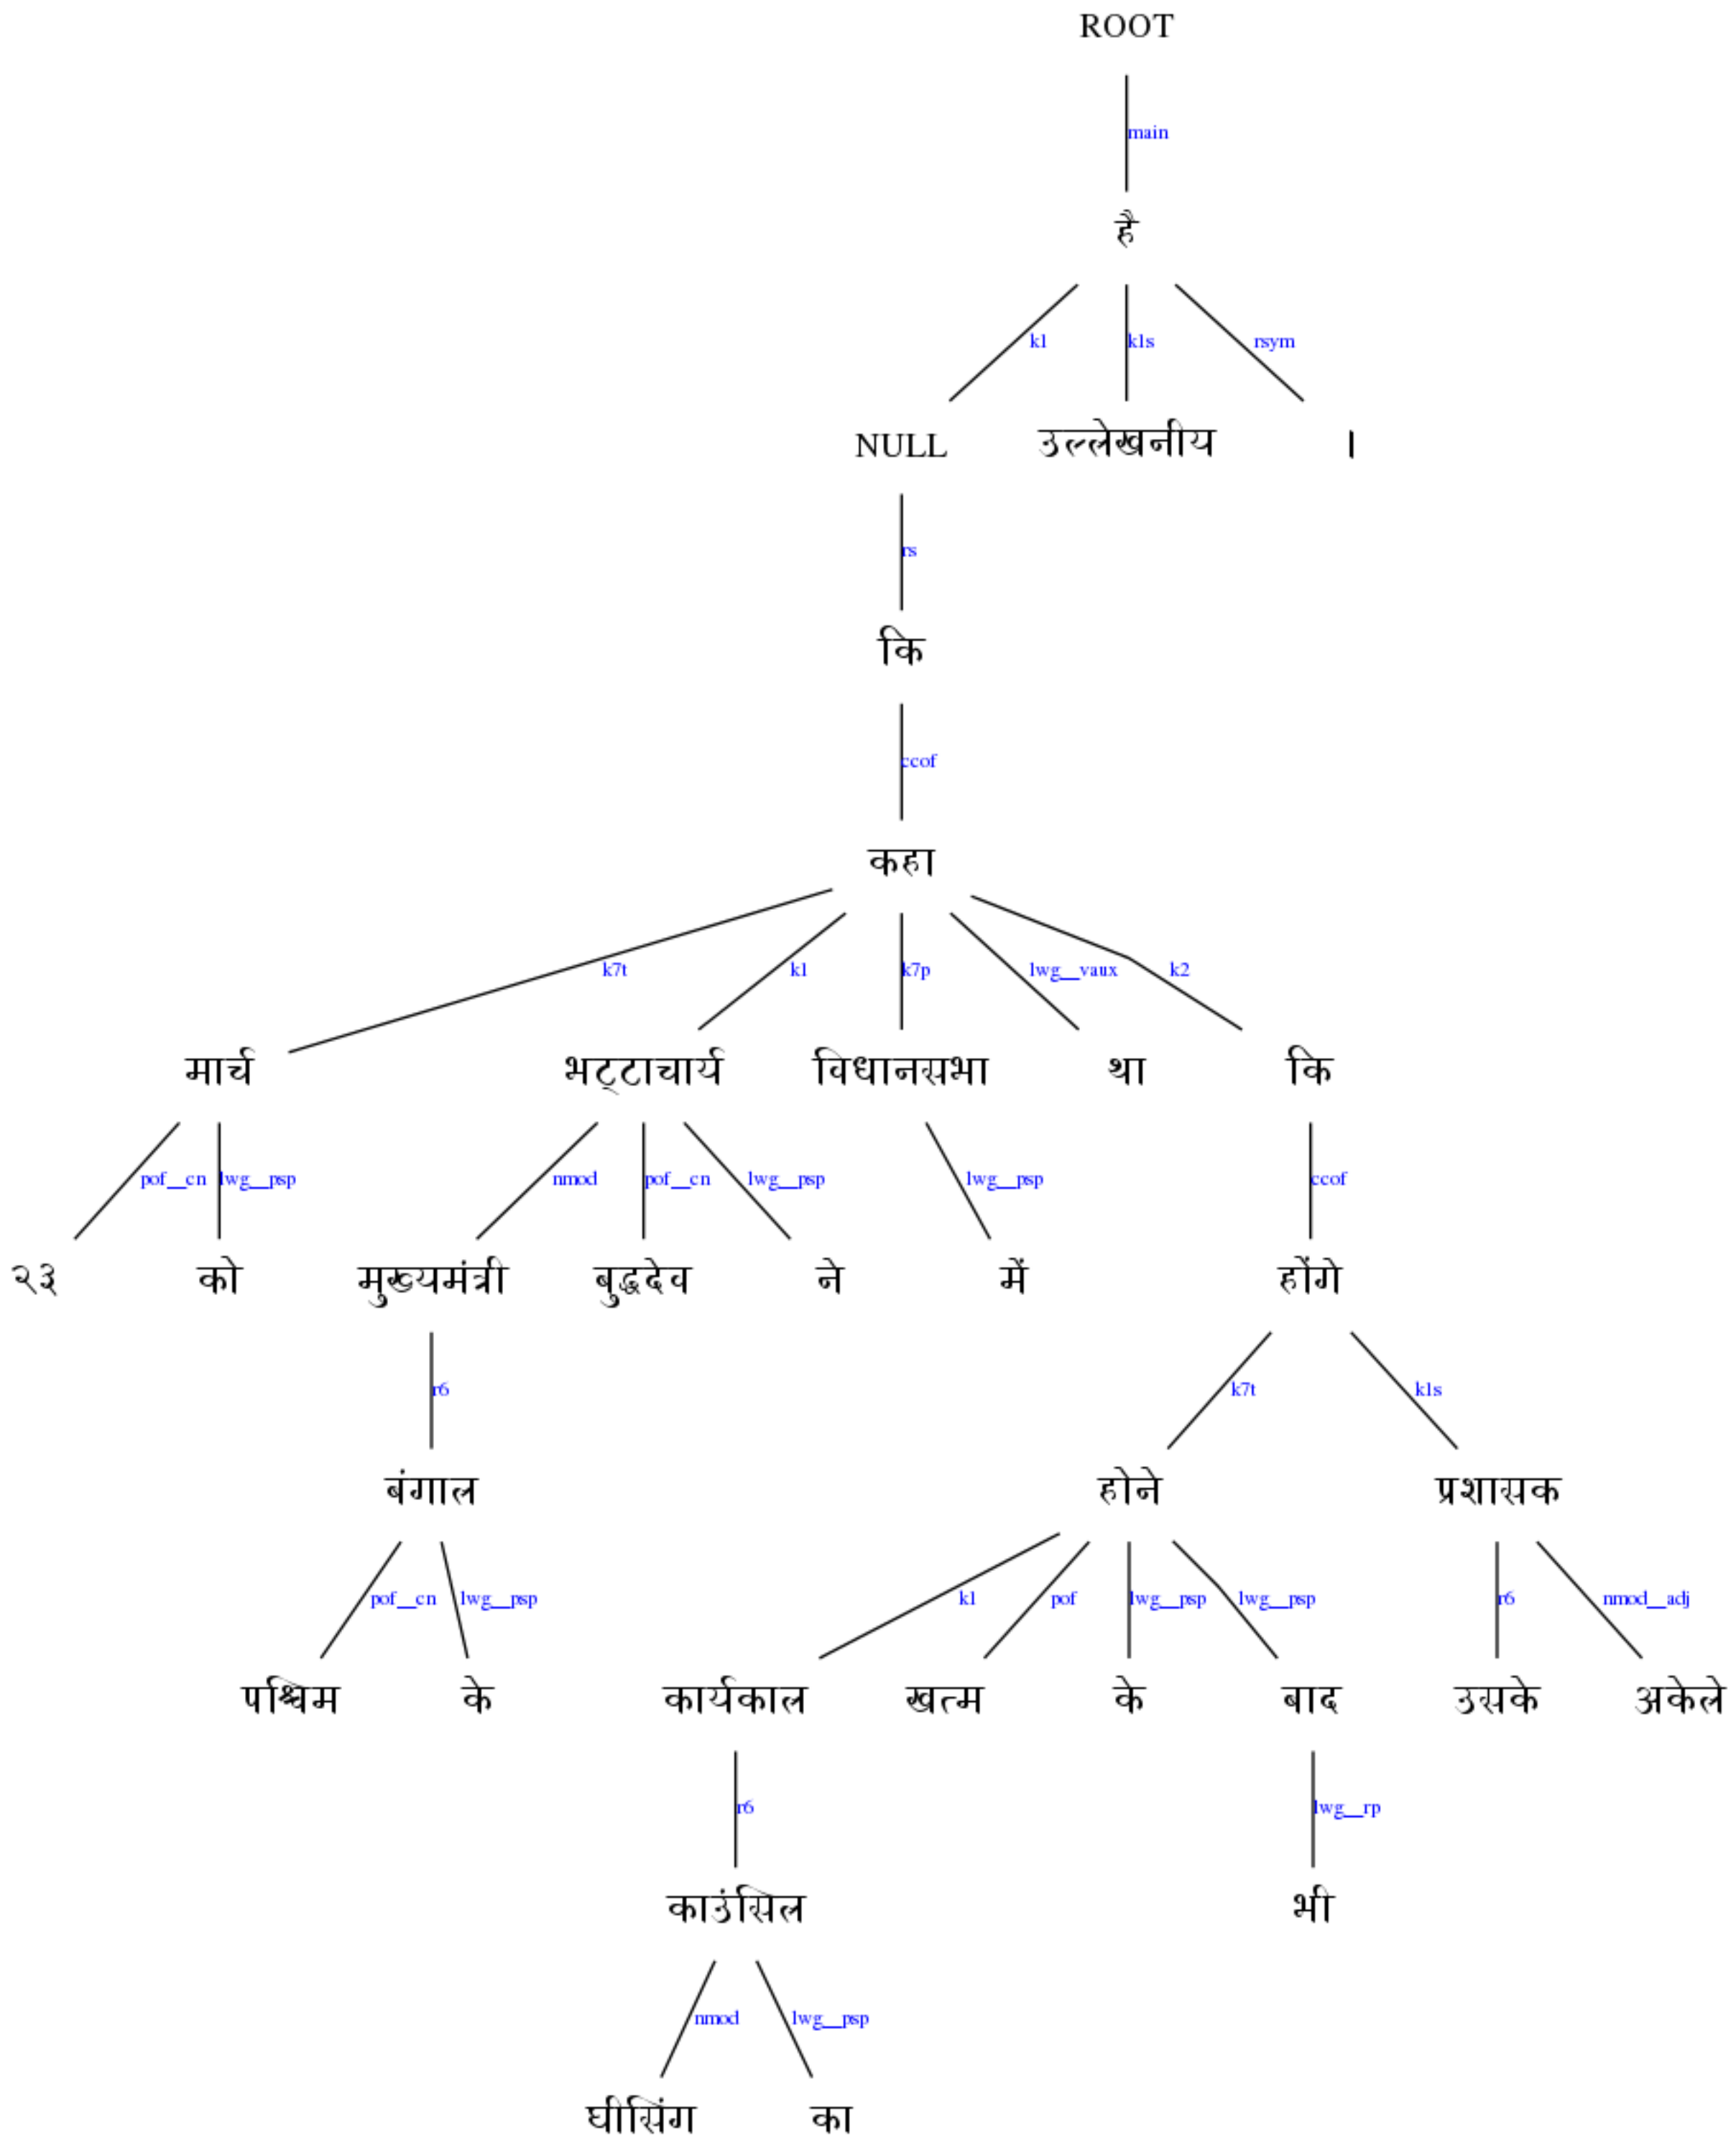 ROOT
main
है
k1 k1s rsym
NULL उल्लेखनीय ।
rs
कि
ccof
कहा
k7t k1 k7p lwg__vaux k2
मार्च भट्टाचार्य विधानसभा था कि
pof__cn lwg__psp nmod pof__cn lwg__psp lwg__psp ccof
२३ को मुख्यमंत्री बुद्धदेव ने में होंगे
r6 k7t k1s
बंगाल होने प्रशासक
pof__cn lwg__psp k1 pof lwg__psp lwg__psp r6 nmod__adj
पश्चिम के कार्यकाल खत्म के बाद उसके अकेले
r6 lwg__rp
काउंसिल भी
nmod lwg__psp
घीसिंग का